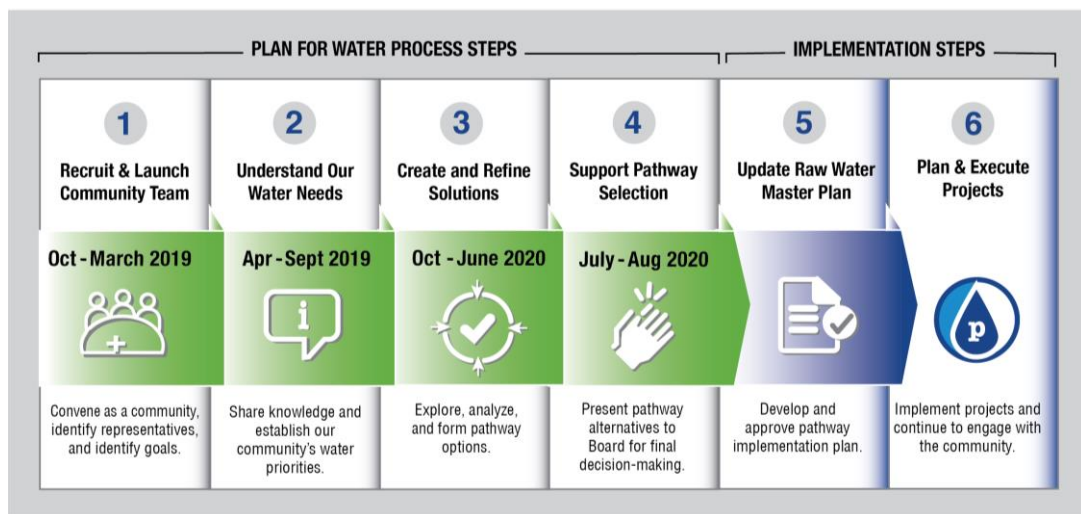 PLAN FOR WATER PROCESS STEPS
IMPLEMENTATION STEPS
1
Recruit & Launch
Community Team
Oct - March 2019
Convene as a community,
identify representatives,
and identify goals.
2
Understand Our
Water Needs
Apr - Sept 2019
i
Share knowledge and
establish our
community's water
priorities.
3
Create and Refine
Solutions
Oct - June 2020
Explore, analyze,
and form pathway
options.
4
Support Pathway
Selection
July - Aug 2020
Present pathway
alternatives to
Board for final
decision-making.
5
Update Raw Water
Master Plan
Develop and
approve pathway
implementation plan.
6
Plan & Execute
Projects
p
Implement projects and
continue to engage with
the community.